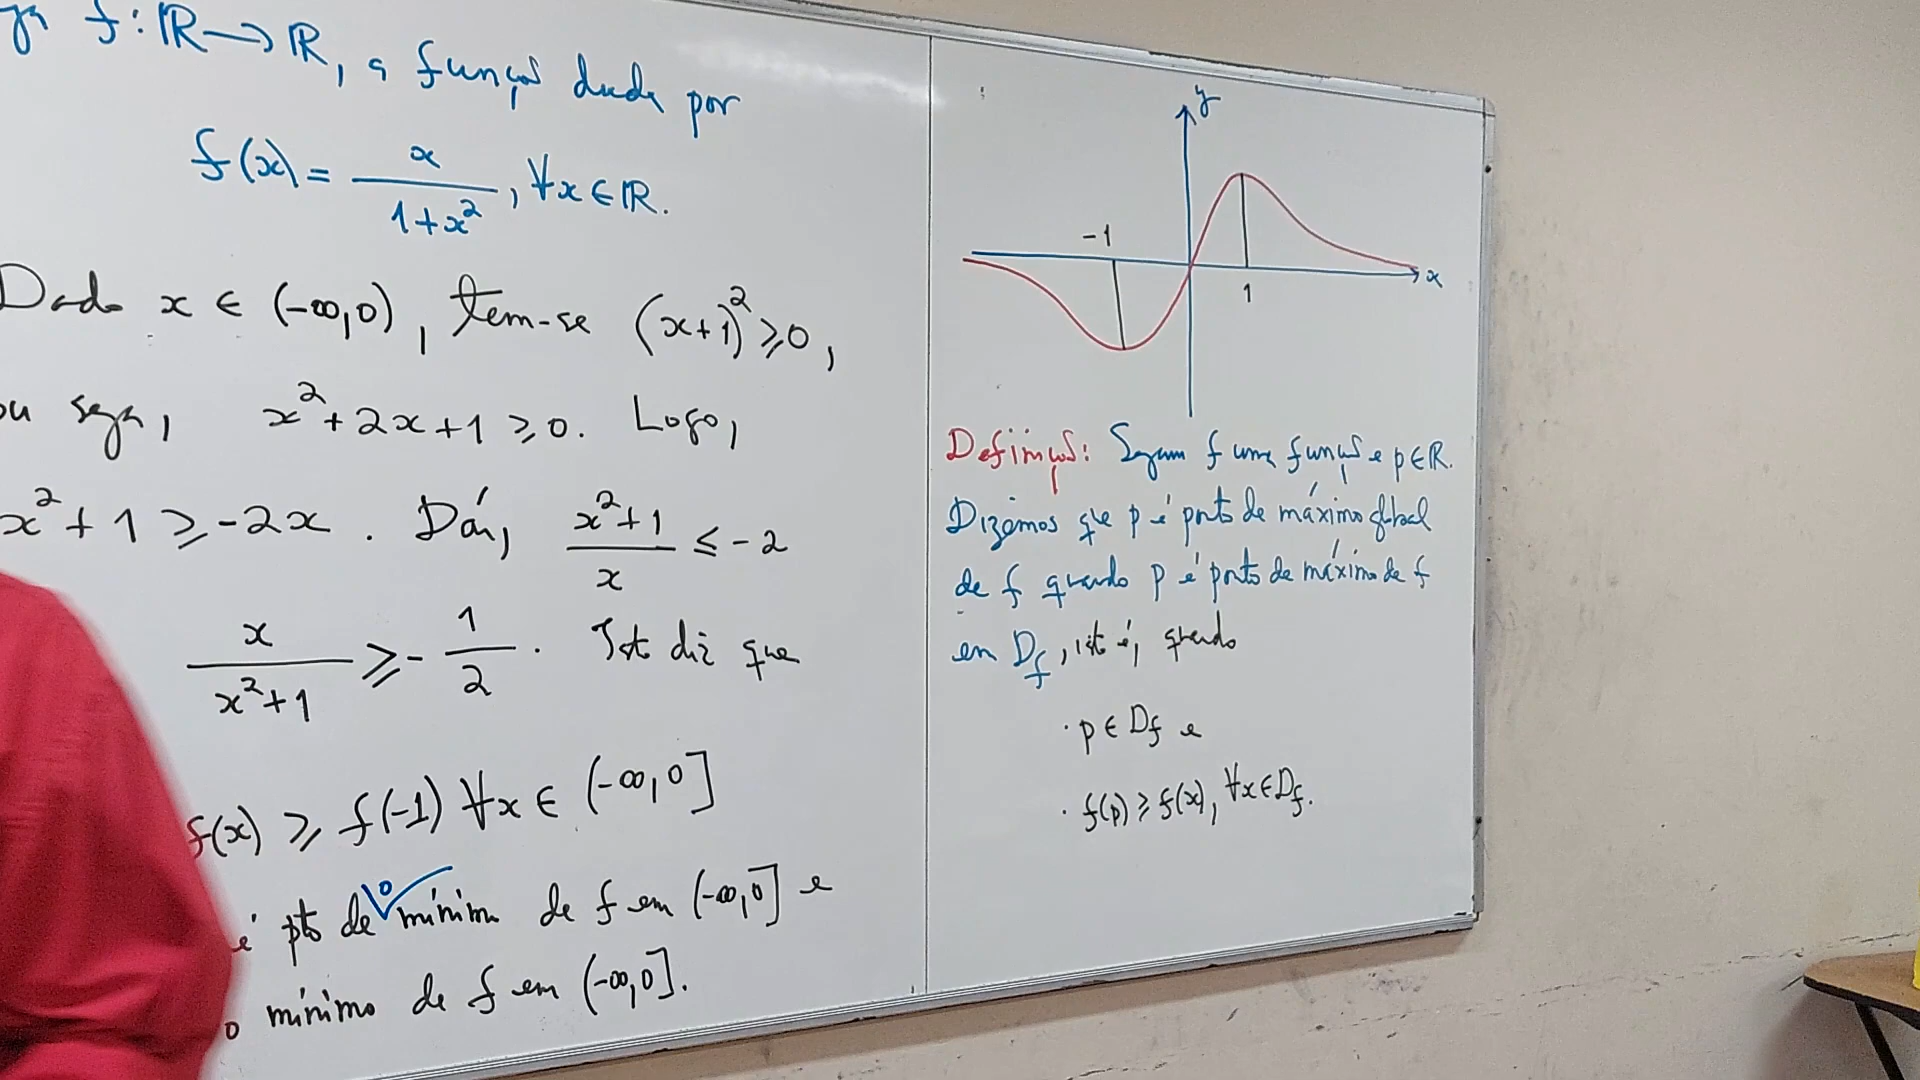 f: ℝ → ℝ, a função dada por
f(x) = x / (1+x²), ∀x ∈ ℝ.
Dado x ∈ (-∞,0), tem-se (x+1)² ≥ 0,
ou seja, x² + 2x + 1 ≥ 0. Logo,
x² + 1 ≥ -2x. Daí, (x²+1)/x ≤ -2
x/(x²+1) ≥ -1/2. Isto diz que
f(x) ≥ f(-1) ∀x ∈ (-∞,0]
é pto de mínimo de f em (-∞,0] e
o
o mínimo de f em (-∞,0].
y
-1
x
1
Definição: Sejam f uma função e p ∈ ℝ.
Dizemos que p é ponto de máximo global
de f quando p é ponto de máximo de f
em D_f, isto é, quando
· p ∈ D_f e
· f(p) ≥ f(x), ∀x ∈ D_f.